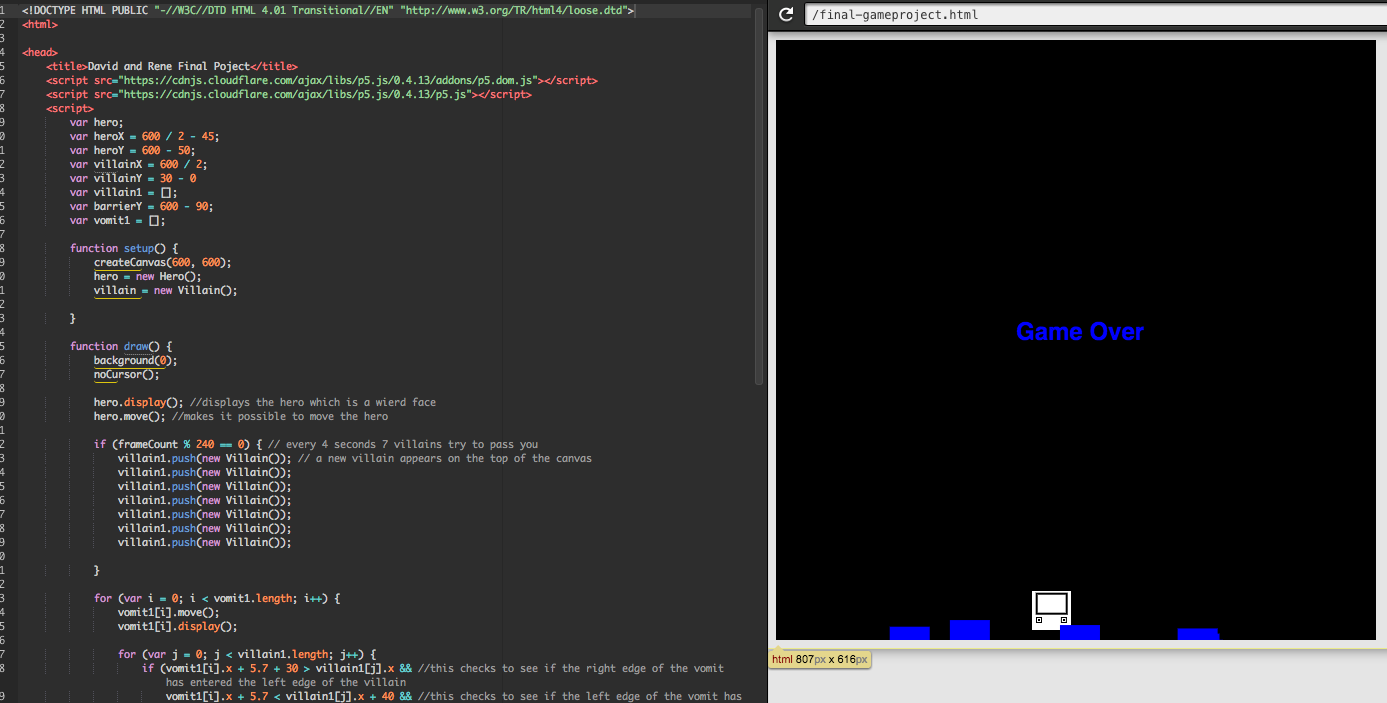 1 <!DOCTYPE HTML PUBLIC "-//W3C//DTD HTML 4.01 Transitional//EN" "http://www.w3.org/TR/html4/loose.dtd">
2 <html>
3
4 <head>
5 <title>David and Rene Final Poject</title>
6 <script src="https://cdnjs.cloudflare.com/ajax/libs/p5.js/0.4.13/addons/p5.dom.js"></script>
7 <script src="https://cdnjs.cloudflare.com/ajax/libs/p5.js/0.4.13/p5.js"></script>
8 <script>
9 var hero;
0 var heroX = 600 / 2 - 45;
1 var heroY = 600 - 50;
2 var villainX = 600 / 2;
3 var villainY = 30 - 0
4 var villain1 = [];
5 var barrierY = 600 - 90;
6 var vomit1 = [];
7
8 function setup() {
9 createCanvas(600, 600);
0 hero = new Hero();
1 villain = new Villain();
2
3 }
4
5 function draw() {
6 background(0);
7 noCursor();
8
9 hero.display(); //displays the hero which is a wierd face
0 hero.move(); //makes it possible to move the hero
1
2 if (frameCount % 240 == 0) { // every 4 seconds 7 villains try to pass you
3 villain1.push(new Villain()); // a new villain appears on the top of the canvas
4 villain1.push(new Villain());
5 villain1.push(new Villain());
6 villain1.push(new Villain());
7 villain1.push(new Villain());
8 villain1.push(new Villain());
9 villain1.push(new Villain());
0
1 }
2
3 for (var i = 0; i < vomit1.length; i++) {
4 vomit1[i].move();
5 vomit1[i].display();
6
7 for (var j = 0; j < villain1.length; j++) {
8 if (vomit1[i].x + 5.7 + 30 > villain1[j].x && //this checks to see if the right edge of the vomit
has entered the left edge of the villain
9 vomit1[i].x + 5.7 < villain1[j].x + 40 && //this checks to see if the left edge of the vomit has
/final-gameproject.html
Game Over
html 807px x 616px